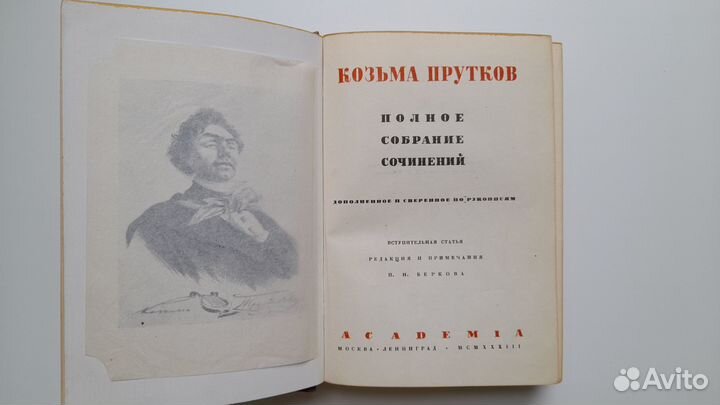 КОЗЬМА ПРУТКОВ
ПОЛНОЕ
СОБРАНИЕ
СОЧИНЕНИЙ
ДОПОЛНЕННОЕ И СВЕРЕННОЕ ПО РУКОПИСЯМ
ВСТУПИТЕЛЬНАЯ СТАТЬЯ
РЕДАКЦИЯ И ПРИМЕЧАНИЯ
П. Н. БЕРКОВА
ACADEMIA
МОСКВА • ЛЕНИНГРАД • MCMXXXIII
Avito